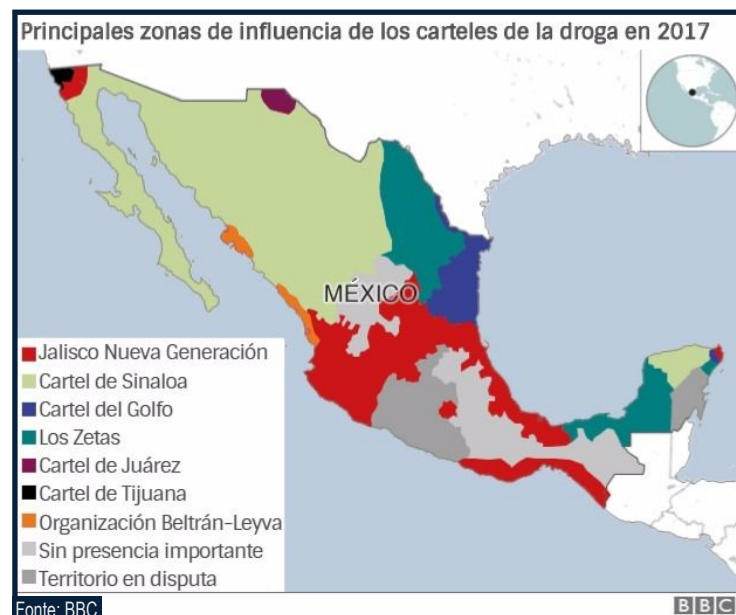 Principales zonas de influencia de los carteles de la droga en 2017
MÉXICO
Jalisco Nueva Generación
Cartel de Sinaloa
Cartel del Golfo
Los Zetas
Cartel de Juárez
Cartel de Tijuana
Organización Beltrán-Leyva
Sin presencia importante
Territorio en disputa
Fonte: BBC
BBC